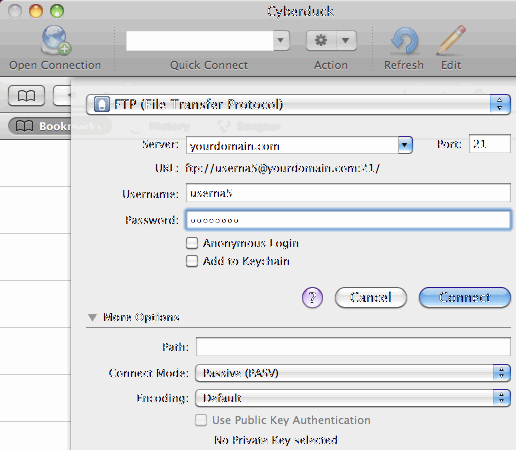 Cyberduck
Open Connection Quick Connect Action Refresh Edit
FTP (File Transfer Protocol)
Bookmarks History Bonjour
Server: yourdomain.com Port: 21
URL: ftp://userna5@yourdomain.com:21/
Username: userna5
Password:
Anonymous Login
Add to Keychain
? Cancel Connect
More Options
Path:
Connect Mode: Passive (PASV)
Encoding: Default
Use Public Key Authentication
No Private Key selected